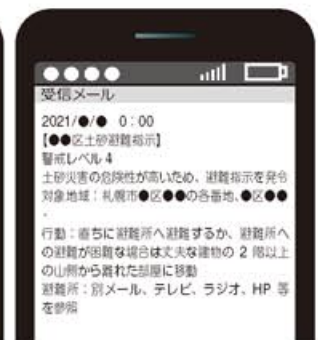 受信メール
2021/●/● 0:00
【●●区土砂避難指示】
警戒レベル4
土砂災害の危険性が高いため、避難指示を発令
対象地域:札幌市●区●●の各番地、●区●●
・
行動:直ちに避難所へ避難するか、避難所へ
の避難が困難な場合は丈夫な建物の2階以上
の山側から離れた部屋に移動
避難所:別メール、テレビ、ラジオ、HP 等
を参照